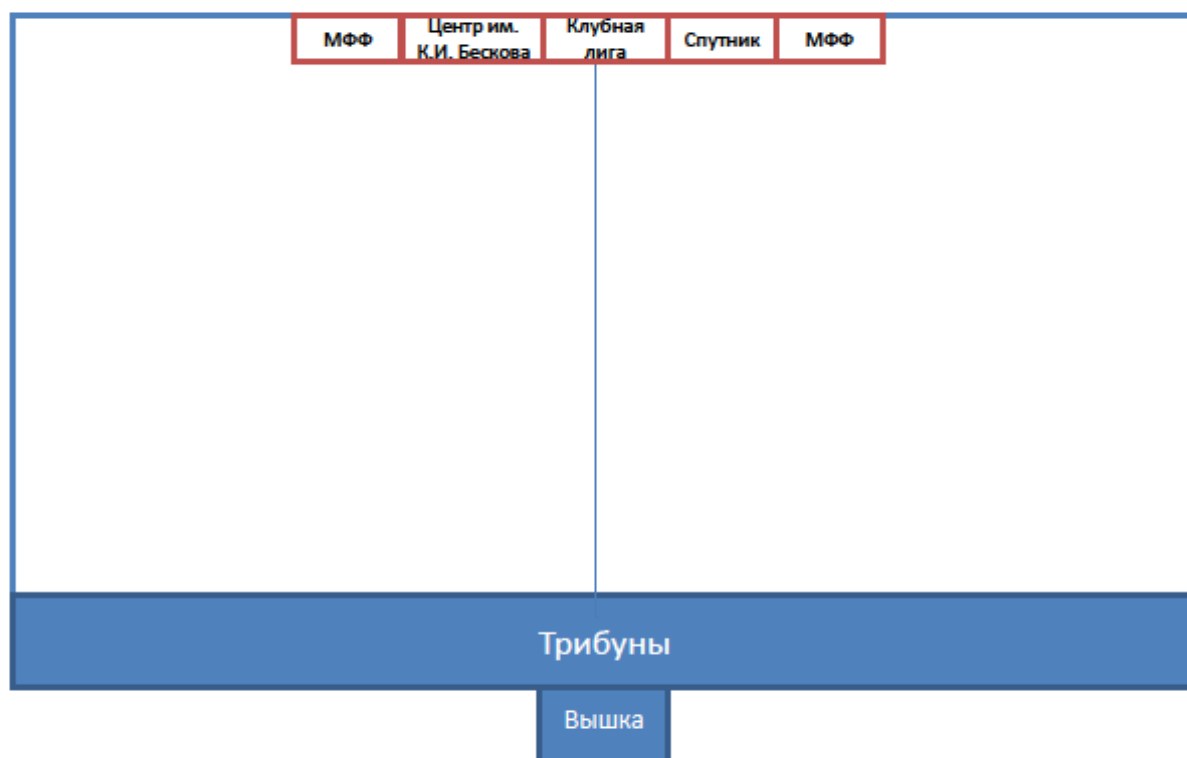 МФФ
Центр им.
К.И. Бескова
Клубная
лига
Спутник
МФФ
Трибуны
Вышка